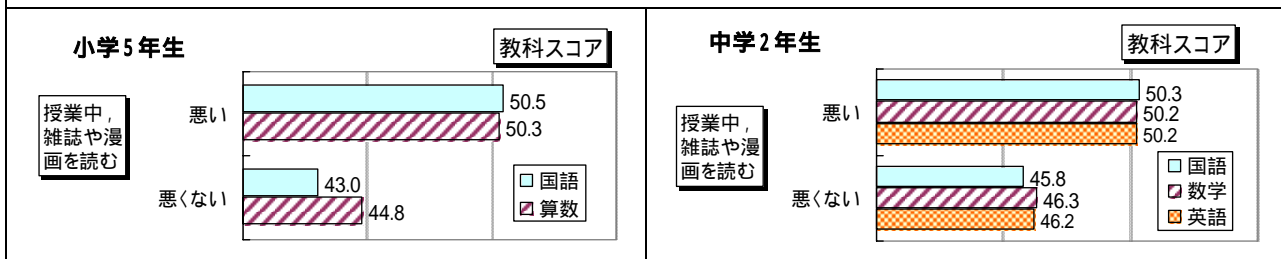 小学5年生
教科スコア
授業中,
雑誌や漫
画を読む
悪い
50.5
50.3
悪くない
43.0
44.8
国語
算数
中学2年生
教科スコア
授業中,
雑誌や漫
画を読む
悪い
50.3
50.2
50.2
悪くない
45.8
46.3
46.2
国語
数学
英語